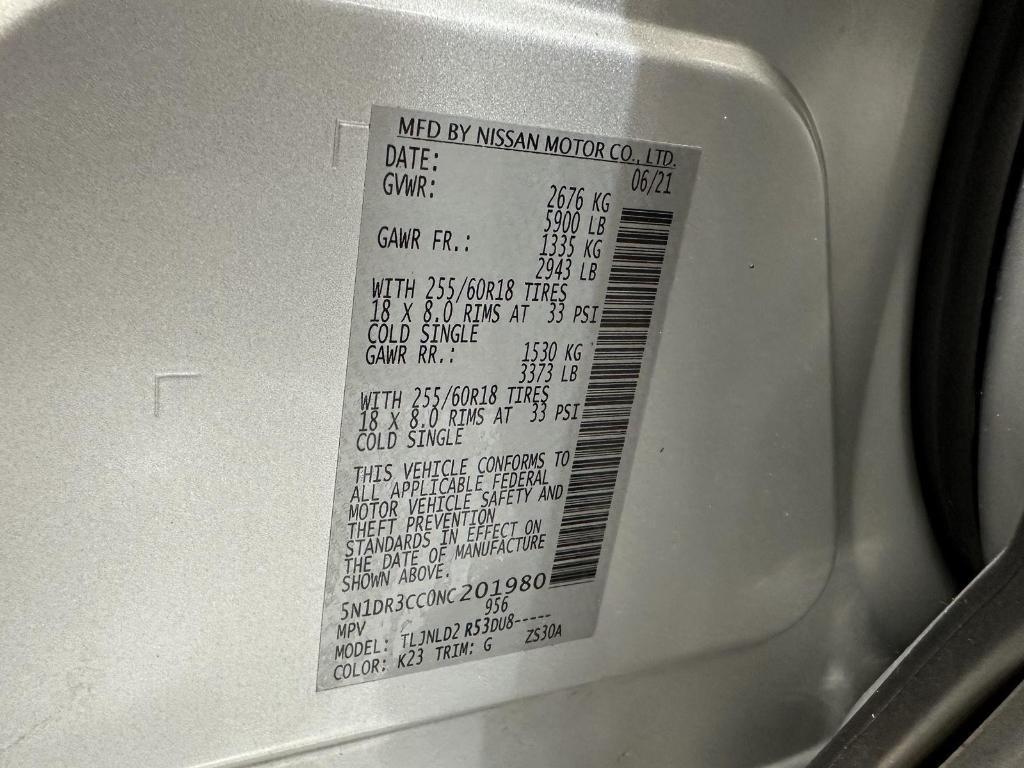 MFD BY NISSAN MOTOR CO., LTD.
DATE: 06/21
GVWR: 2676 KG
5900 LB
GAWR FR.: 1335 KG
2943 LB
WITH 255/60R18 TIRES
18 X 8.0 RIMS AT 33 PSI
COLD SINGLE
GAWR RR.: 1530 KG
3373 LB
WITH 255/60R18 TIRES
18 X 8.0 RIMS AT 33 PSI
COLD SINGLE
THIS VEHICLE CONFORMS TO
ALL APPLICABLE FEDERAL
MOTOR VEHICLE SAFETY AND
THEFT PREVENTION
STANDARDS IN EFFECT ON
THE DATE OF MANUFACTURE
SHOWN ABOVE.
5N1DR3CC0NC201980
MPV 956
MODEL: TLJNLD2 R53DU8-----
COLOR: K23 TRIM: G ZS30A